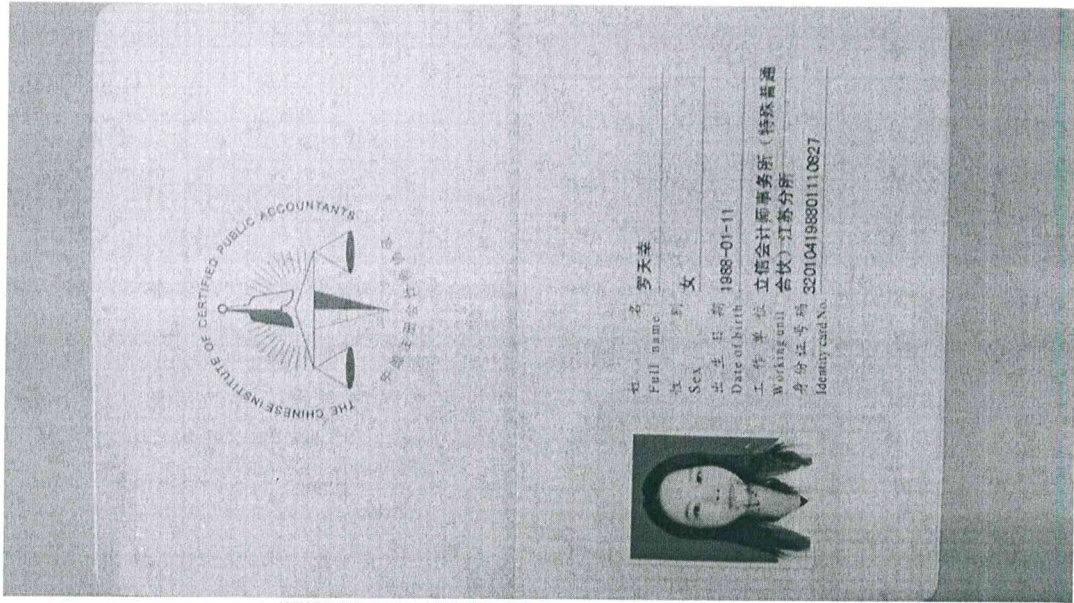 THE CHINESE INSTITUTE OF CERTIFIED PUBLIC ACCOUNTANTS
中国注册会计师协会
姓 名 罗天幸
Full name
性 别 女
Sex
出 生 日 期 1988-01-11
Date of birth
工 作 单 位 立信会计师事务所（特殊普通
Working unit 合伙）江苏分所
身份证号码 320104198801110827
Identity card No.